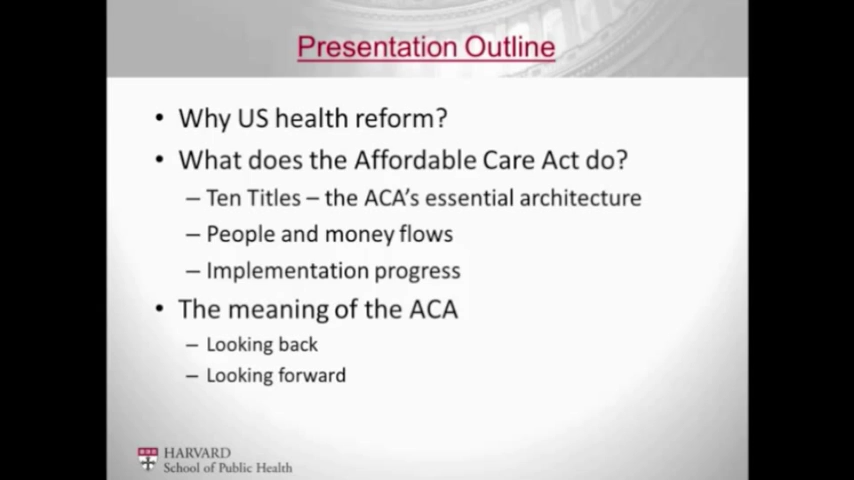 Presentation Outline
• Why US health reform?
• What does the Affordable Care Act do?
– Ten Titles – the ACA's essential architecture
– People and money flows
– Implementation progress
• The meaning of the ACA
– Looking back
– Looking forward
HARVARD
School of Public Health